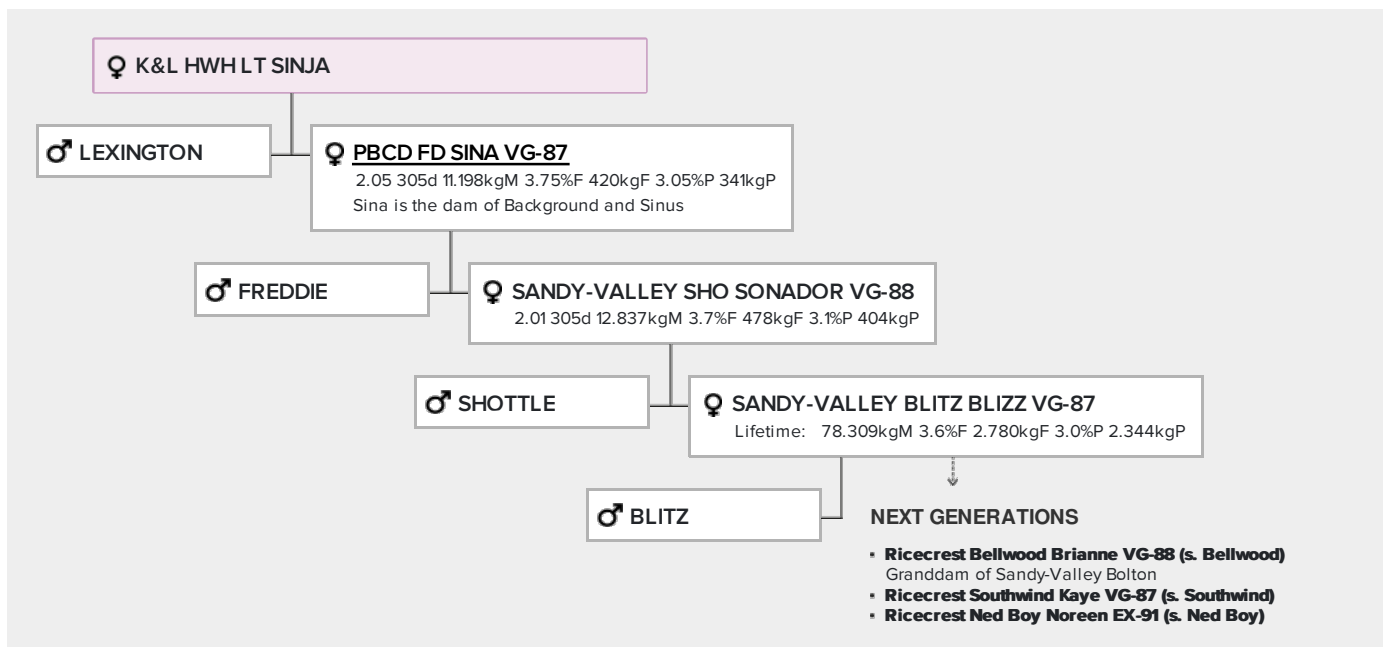 K&L HWH LT SINJA
LEXINGTON
PBCD FD SINA VG-87
2.05 305d 11.198kgM 3.75%F 420kgF 3.05%P 341kgP
Sina is the dam of Background and Sinus
FREDDIE
SANDY-VALLEY SHO SONADOR VG-88
2.01 305d 12.837kgM 3.7%F 478kgF 3.1%P 404kgP
SHOTTLE
SANDY-VALLEY BLITZ BLIZZ VG-87
Lifetime: 78.309kgM 3.6%F 2.780kgF 3.0%P 2.344kgP
BLITZ
NEXT GENERATIONS
▪ Ricecrest Bellwood Brianne VG-88 (s. Bellwood)
Granddam of Sandy-Valley Bolton
▪ Ricecrest Southwind Kaye VG-87 (s. Southwind)
▪ Ricecrest Ned Boy Noreen EX-91 (s. Ned Boy)